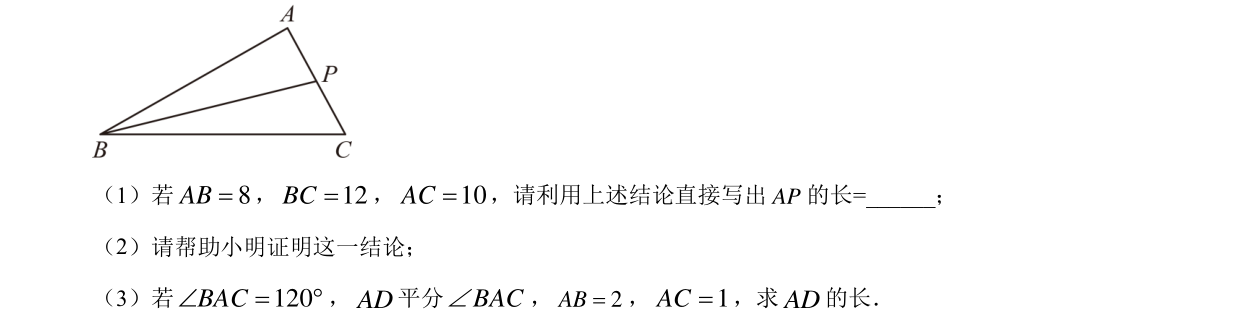 A
P
B
C
（1）若 AB = 8，BC = 12，AC = 10，请利用上述结论直接写出 AP 的长=______；
（2）请帮助小明证明这一结论；
（3）若∠BAC = 120°，AD 平分∠BAC，AB = 2，AC = 1，求 AD 的长．